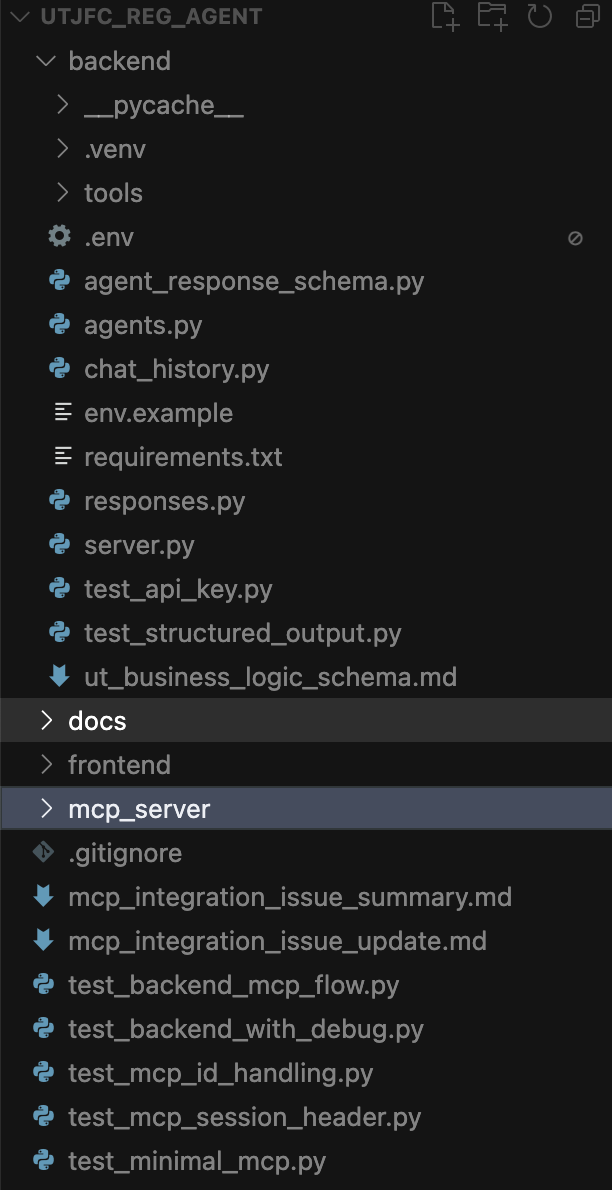 UTJFC_REG_AGENT
backend
__pycache__
.venv
tools
.env
agent_response_schema.py
agents.py
chat_history.py
env.example
requirements.txt
responses.py
server.py
test_api_key.py
test_structured_output.py
ut_business_logic_schema.md
docs
frontend
mcp_server
.gitignore
mcp_integration_issue_summary.md
mcp_integration_issue_update.md
test_backend_mcp_flow.py
test_backend_with_debug.py
test_mcp_id_handling.py
test_mcp_session_header.py
test_minimal_mcp.py